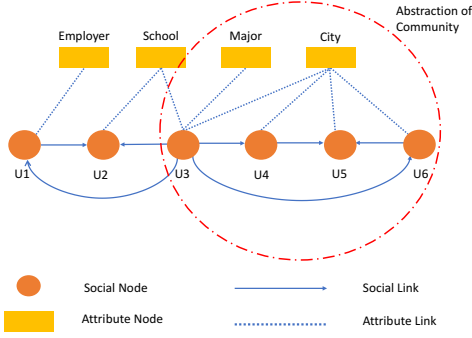 Abstraction of
Community
Employer
School
Major
City
U1
U2
U3
U4
U5
U6
Social Node
Social Link
Attribute Node
Attribute Link